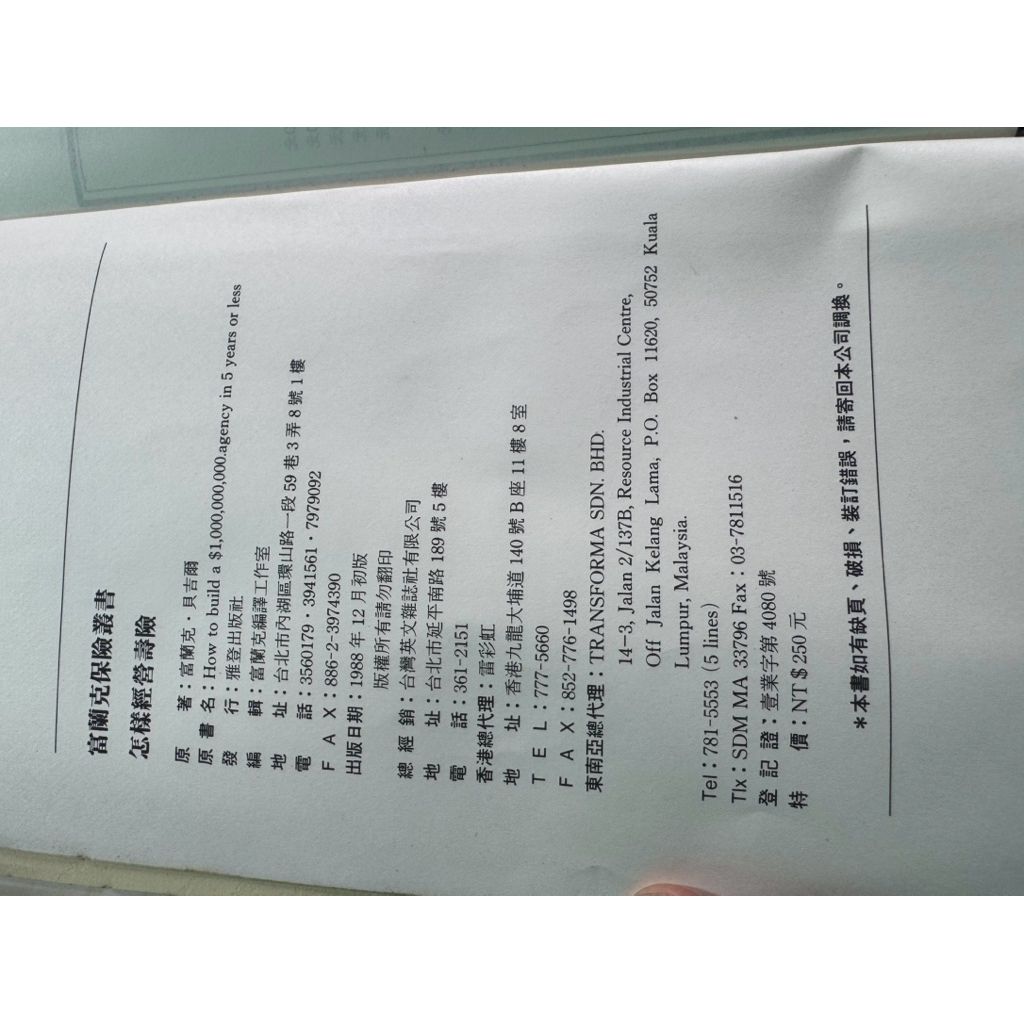 富蘭克保險叢書
怎樣經營壽險
原　　著：富蘭克・貝吉爾
原 書 名：How to build a $1,000,000,000.agency in 5 years or less
發　　行：雅登出版社
編　　輯：富蘭克編譯工作室
地　　址：台北市內湖區環山路一段 59 巷 3 弄 8 號 1 樓
電　　話：3560179・3941561・7979092
F A X：886-2-3974390
出版日期：1988 年 12 月初版
版權所有請勿翻印
總 經 銷：台灣英文雜誌社有限公司
地　　址：台北市延平南路 189 號 5 樓
電　　話：361-2151
香港總代理：雷彩虹
地　　址：香港九龍大埔道 140 號 B 座 11 樓 8 室
T E L：777-5660
F A X：852-776-1498
東南亞總代理：TRANSFORMA SDN. BHD.
14-3, Jalan 2/137B, Resource Industrial Centre,
Off Jalan Kelang Lama, P.O. Box 11620, 50752 Kuala
Lumpur, Malaysia.
Tel：781-5553 (5 lines)
Tlx：SDM MA 33796 Fax：03-7811516
登 記 證：壹業字第 4080 號
特　　價：NT＄250 元
＊本書如有缺頁、破損、裝訂錯誤，請寄回本公司調換。